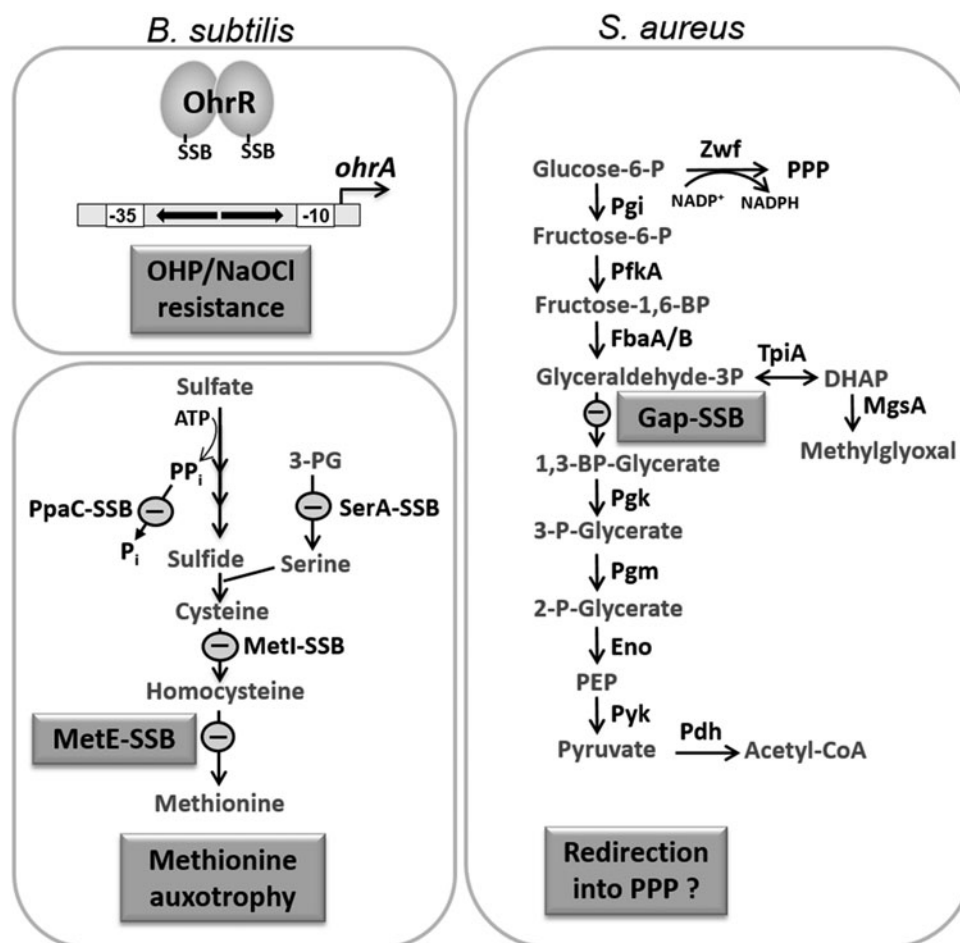 B. subtilis
OhrR
SSB SSB
ohrA
-35 -10
OHP/NaOCl
resistance
Sulfate
ATP
PPi
3-PG
PpaC-SSB
SerA-SSB
Pi
Sulfide
Serine
Cysteine
MetI-SSB
Homocysteine
MetE-SSB
Methionine
Methionine
auxotrophy
S. aureus
Glucose-6-P Zwf PPP
NADP+ NADPH
Pgi
Fructose-6-P
PfkA
Fructose-1,6-BP
FbaA/B
Glyceraldehyde-3P TpiA DHAP
Gap-SSB
MgsA
Methylglyoxal
1,3-BP-Glycerate
Pgk
3-P-Glycerate
Pgm
2-P-Glycerate
Eno
PEP
Pyk
Pyruvate Pdh Acetyl-CoA
Redirection
into PPP ?